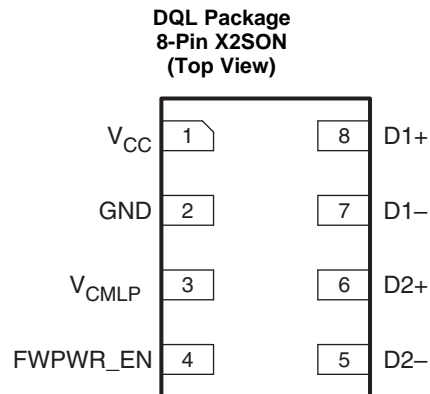 DQL Package
8-Pin X2SON
(Top View)
VCC 1 8 D1+
GND 2 7 D1–
VCMLP 3 6 D2+
FWPWR_EN 4 5 D2–